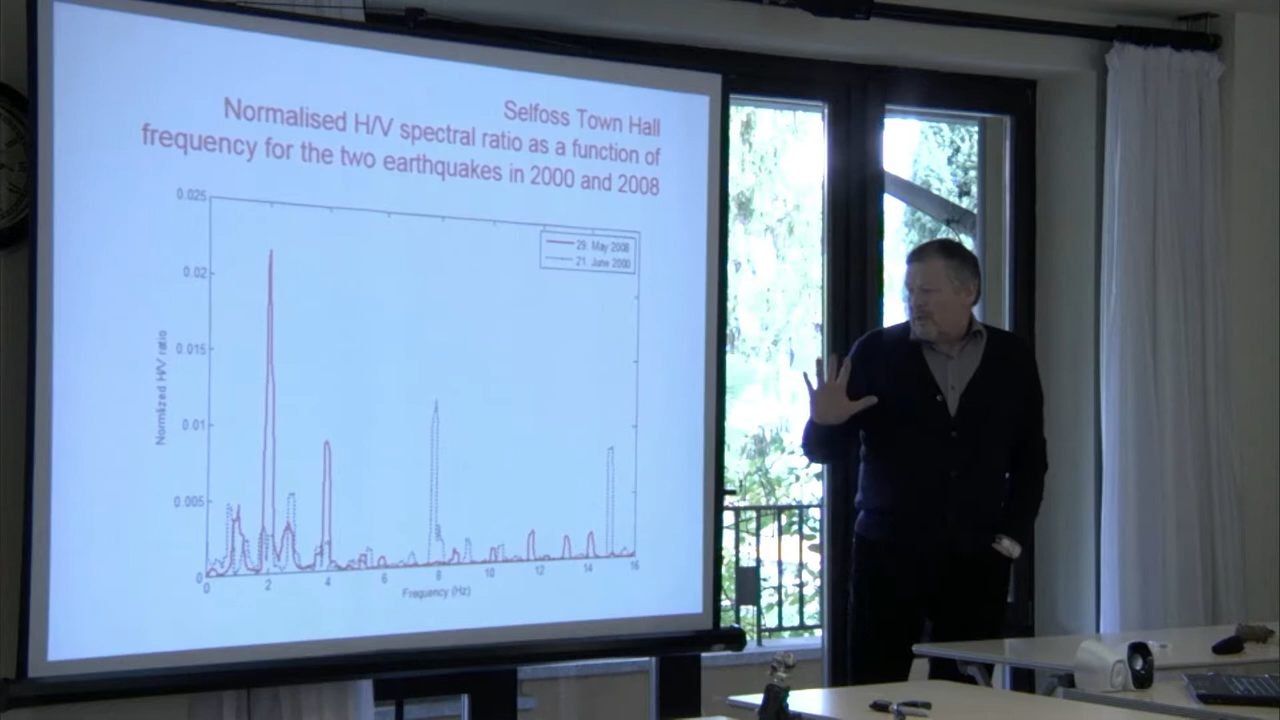 Selfoss Town Hall
Normalised H/V spectral ratio as a function of
frequency for the two earthquakes in 2000 and 2008
0.025
29. May 2008
21. June 2000
0.02
0.015
0.01
0.005
0
Normlized H/V ratio
0
2
4
6
8
10
12
14
16
Frequency (Hz)